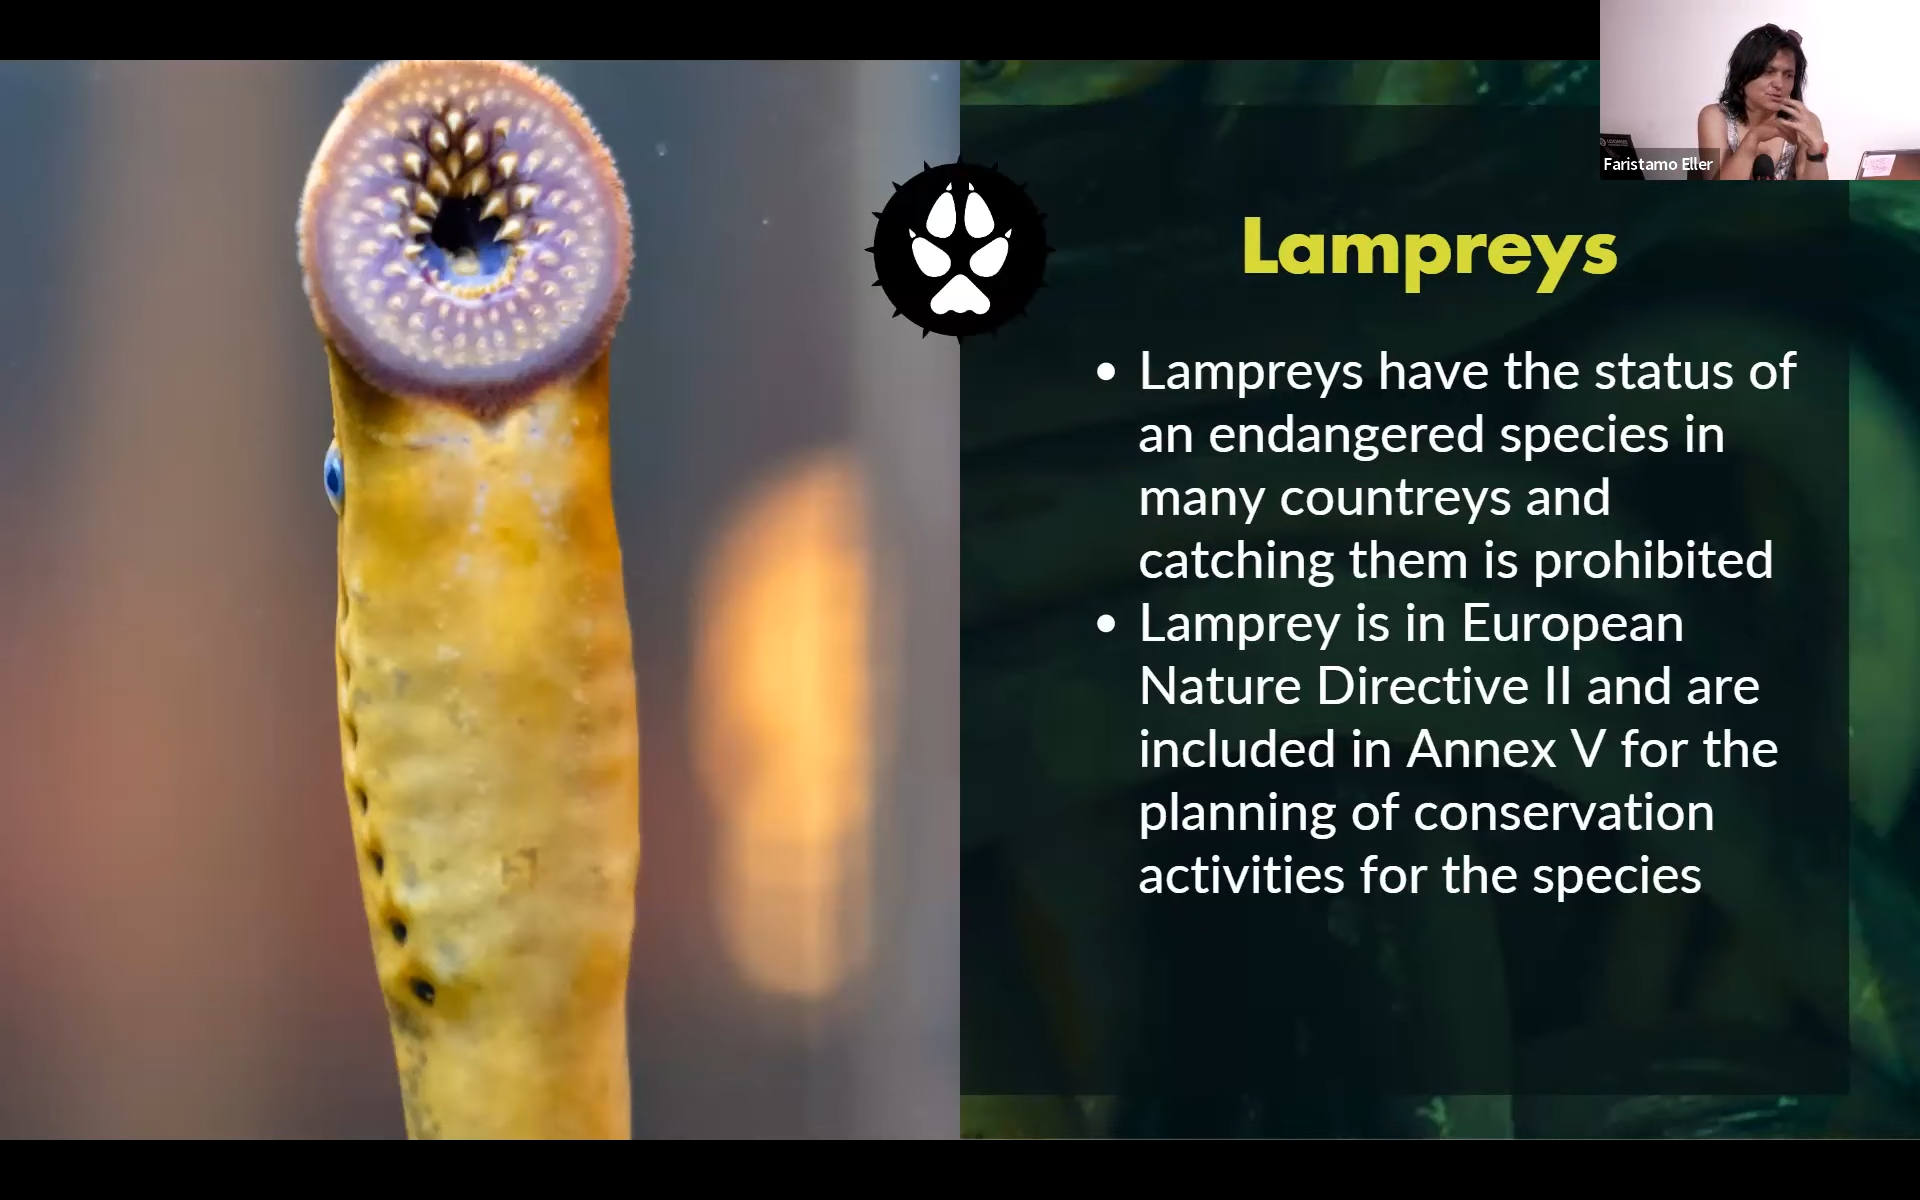 Faristamo Eller
Lampreys
• Lampreys have the status of
an endangered species in
many countreys and
catching them is prohibited
• Lamprey is in European
Nature Directive II and are
included in Annex V for the
planning of conservation
activities for the species